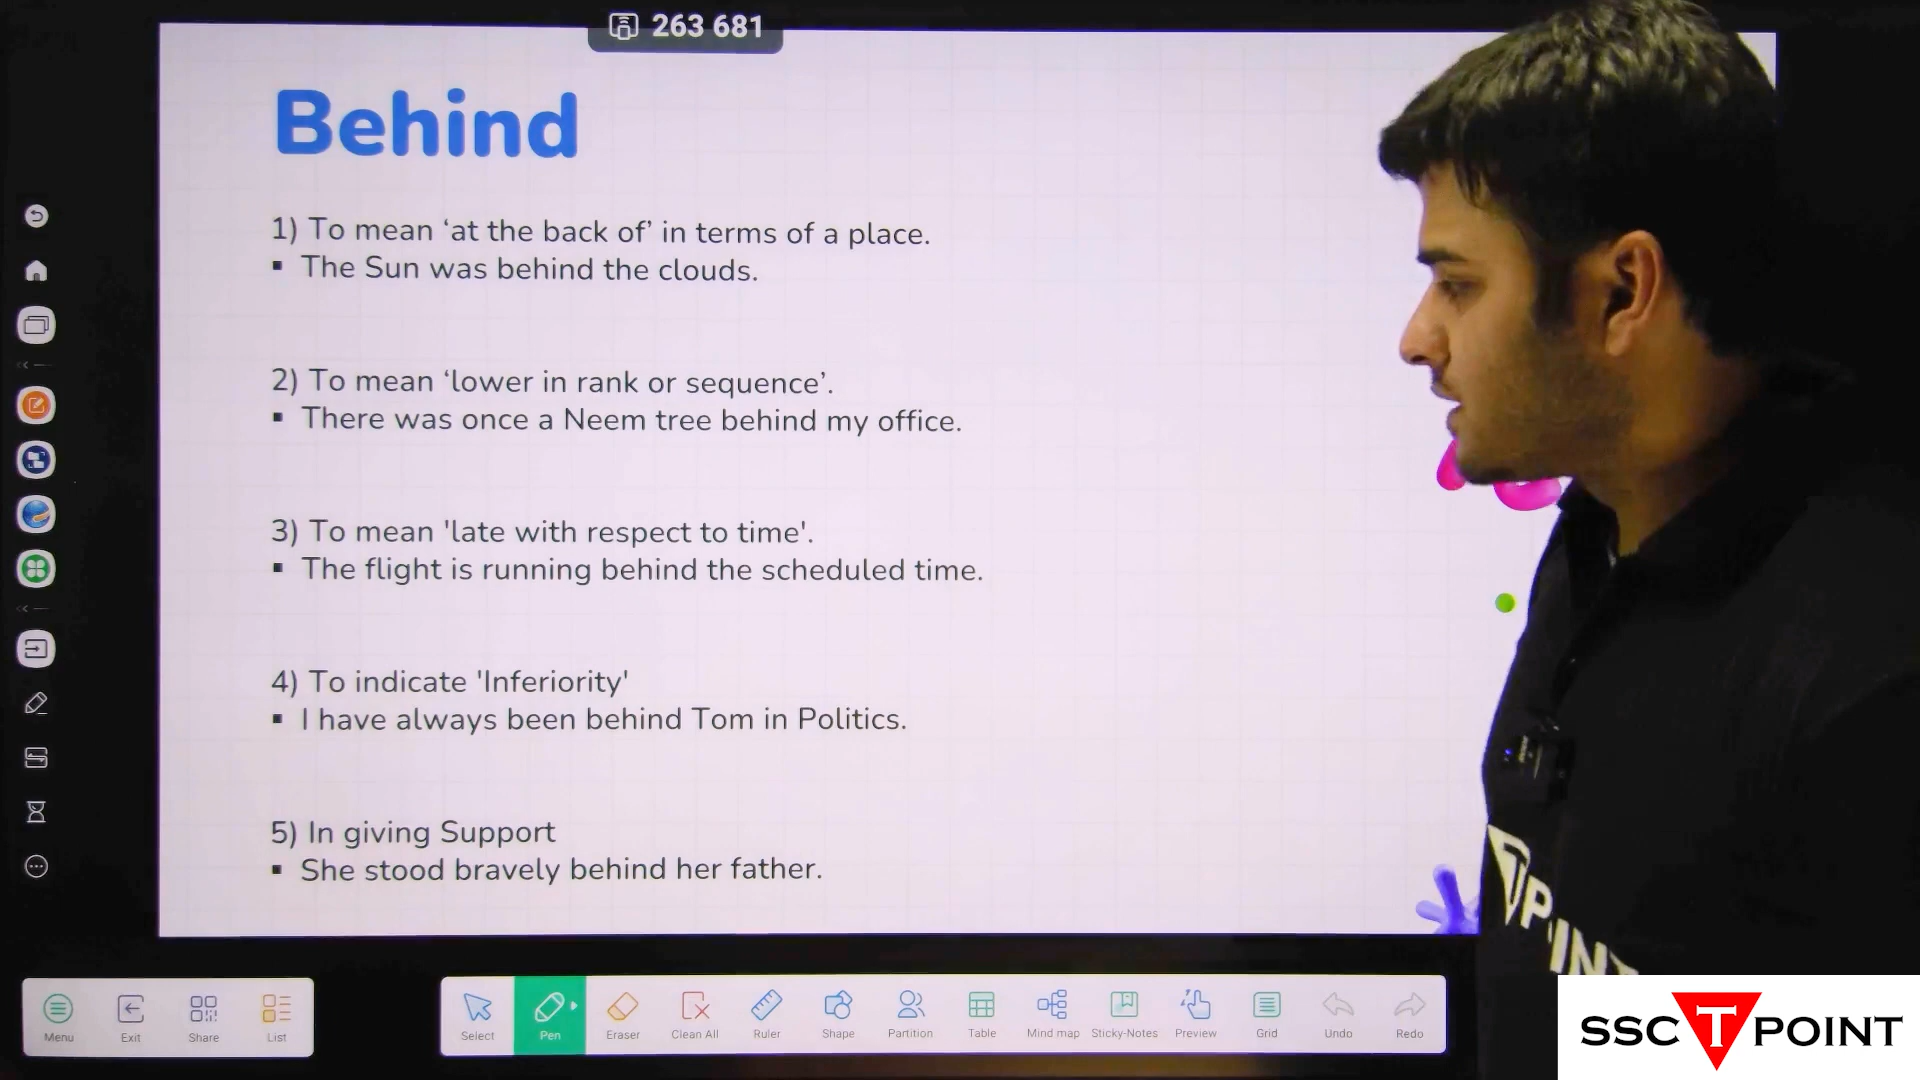 263 681
Behind
1) To mean ‘at the back of’ in terms of a place.
▪ The Sun was behind the clouds.
2) To mean ‘lower in rank or sequence’.
▪ There was once a Neem tree behind my office.
3) To mean 'late with respect to time'.
▪ The flight is running behind the scheduled time.
4) To indicate 'Inferiority'
▪ I have always been behind Tom in Politics.
5) In giving Support
▪ She stood bravely behind her father.
Menu Exit Share List
Select Pen Eraser Clean All Ruler Shape Partition Table Mind map Sticky-Notes Preview Grid Undo Redo
T POINT
SSC T POINT